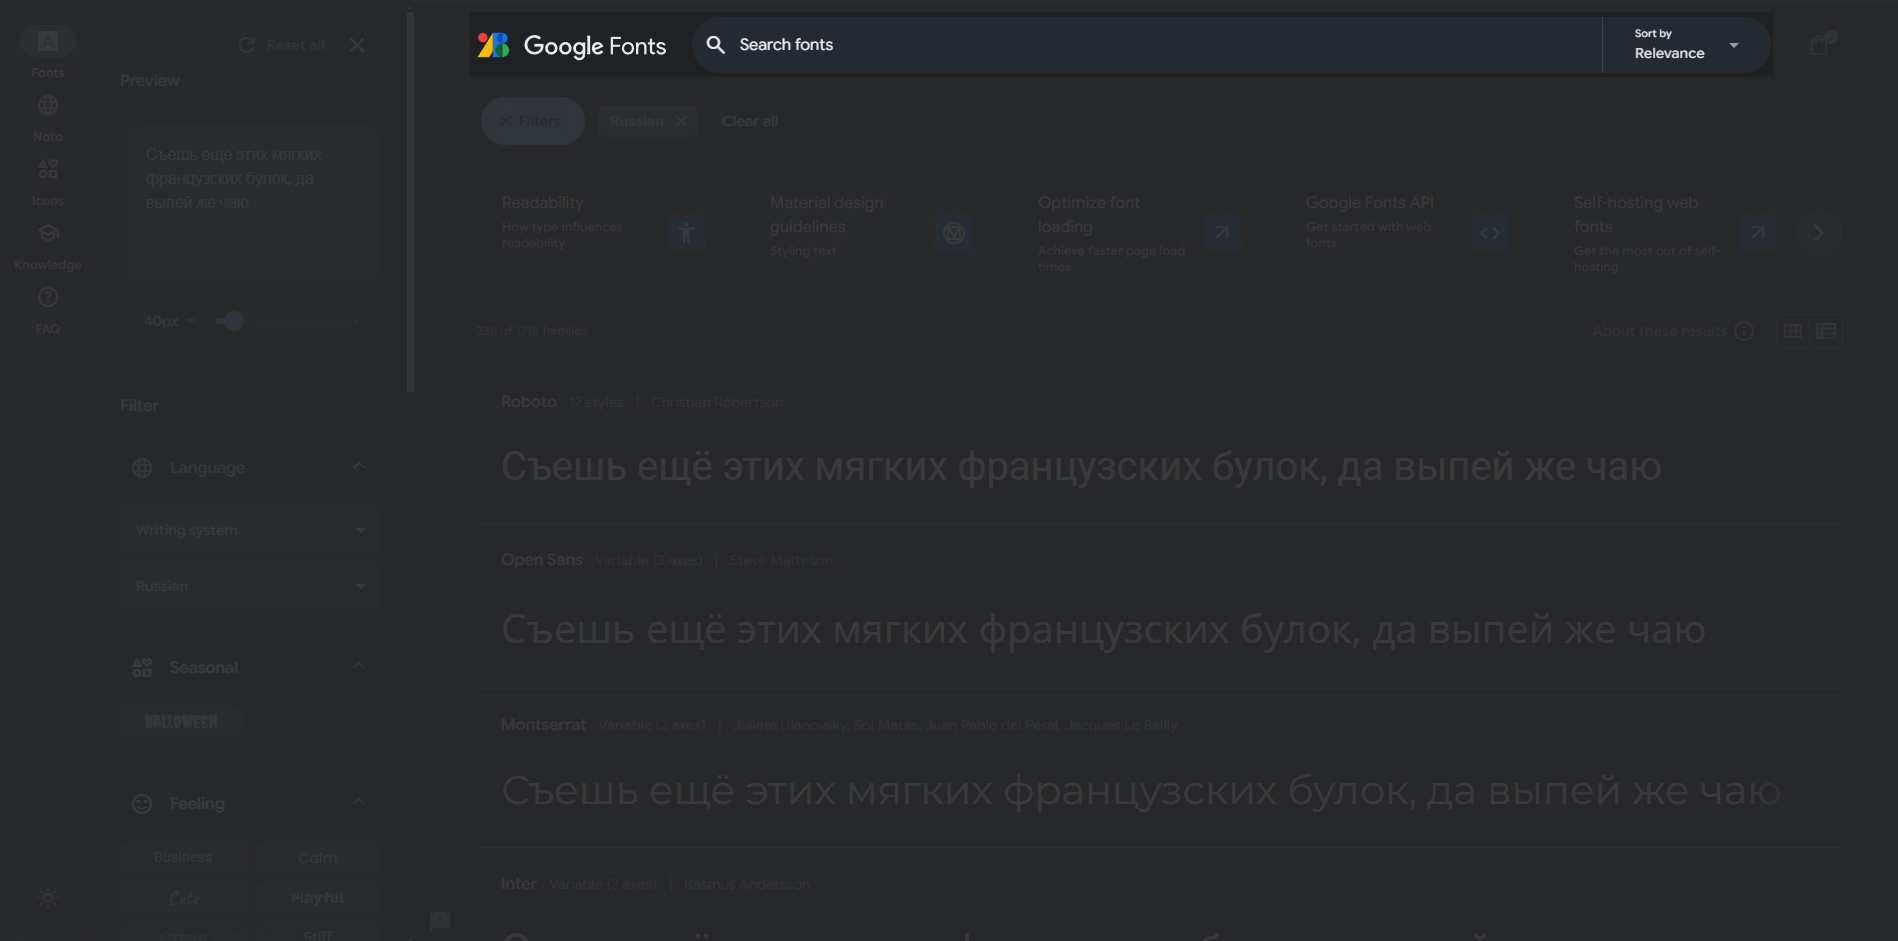 Google Fonts
Search fonts
Sort by
Relevance
Fonts
Noto
Icons
Knowledge
FAQ
Reset all
Preview
Съешь ещё этих мягких
французских булок, да
выпей же чаю
40px
Filter
Language
Writing system
Russian
Seasonal
HALLOWEEN
Feeling
Business
Calm
Cute
Playful
Stiff
Filters
Russian
Clear all
Readability
How type influences
readability
Material design
guidelines
Styling text
Optimize font
loading
Achieve faster page load
times
Google Fonts API
Get started with web
fonts
Self-hosting web
fonts
Get the most out of self-
hosting
238 of 1718 families
About these results
Roboto 12 styles | Christian Robertson
Съешь ещё этих мягких французских булок, да выпей же чаю
Open Sans Variable (3 axes) | Steve Matteson
Съешь ещё этих мягких французских булок, да выпей же чаю
Montserrat Variable (2 axes) | Julieta Ulanovsky, Sol Matas, Juan Pablo del Peral, Jacques Le Bailly
Съешь ещё этих мягких французских булок, да выпей же чаю
Inter Variable (3 axes) | Rasmus Andersson